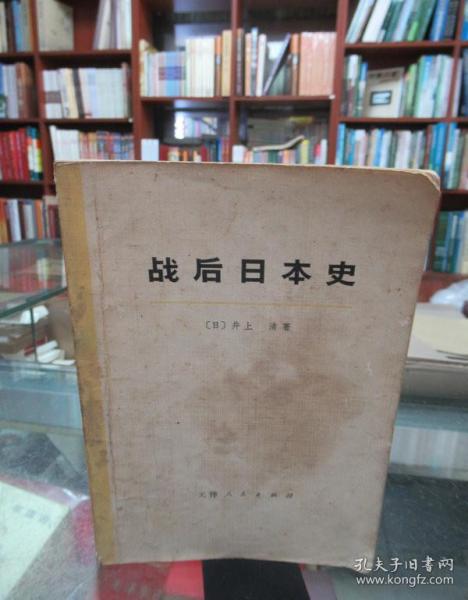 战后日本史
〔日〕井上 清著
天津人民出版社
孔夫子旧书网
www.kongfz.com